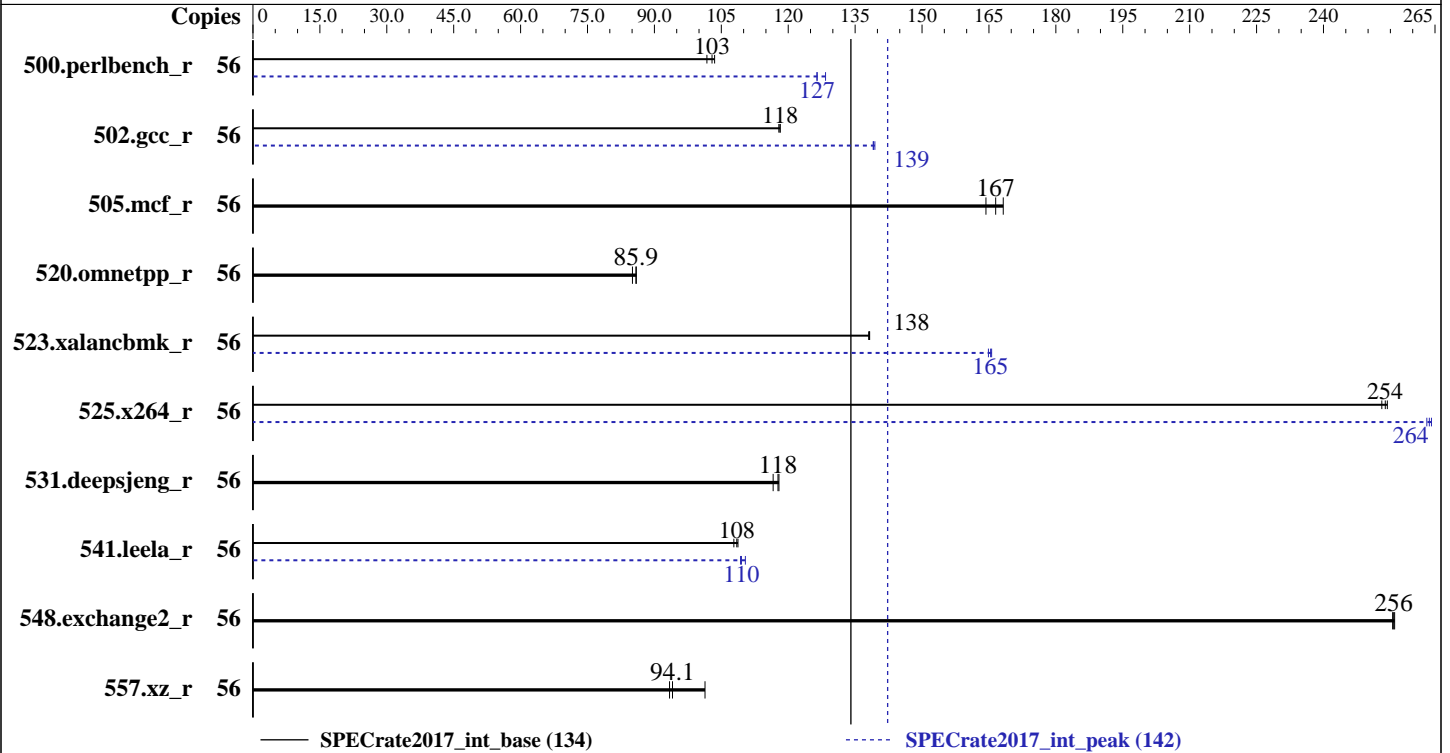 Copies 0 15.0 30.0 45.0 60.0 75.0 90.0 105 120 135 150 165 180 195 210 225 240 265
103
500.perlbench_r 56
127
118
502.gcc_r 56
139
167
505.mcf_r 56
85.9
520.omnetpp_r 56
138
523.xalancbmk_r 56
165
254
525.x264_r 56
264
118
531.deepsjeng_r 56
108
541.leela_r 56
110
256
548.exchange2_r 56
94.1
557.xz_r 56
SPECrate2017_int_base (134) SPECrate2017_int_peak (142)